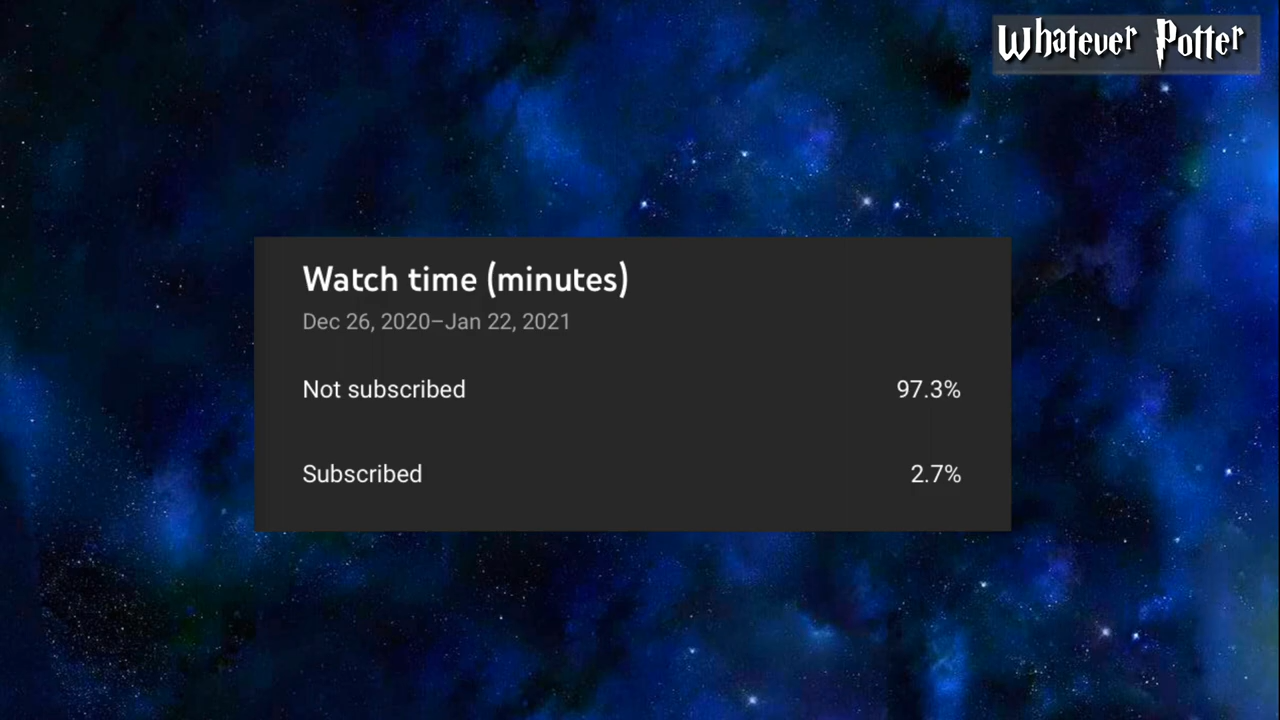 Whatever Potter
Watch time (minutes)
Dec 26, 2020–Jan 22, 2021
Not subscribed 97.3%
Subscribed 2.7%